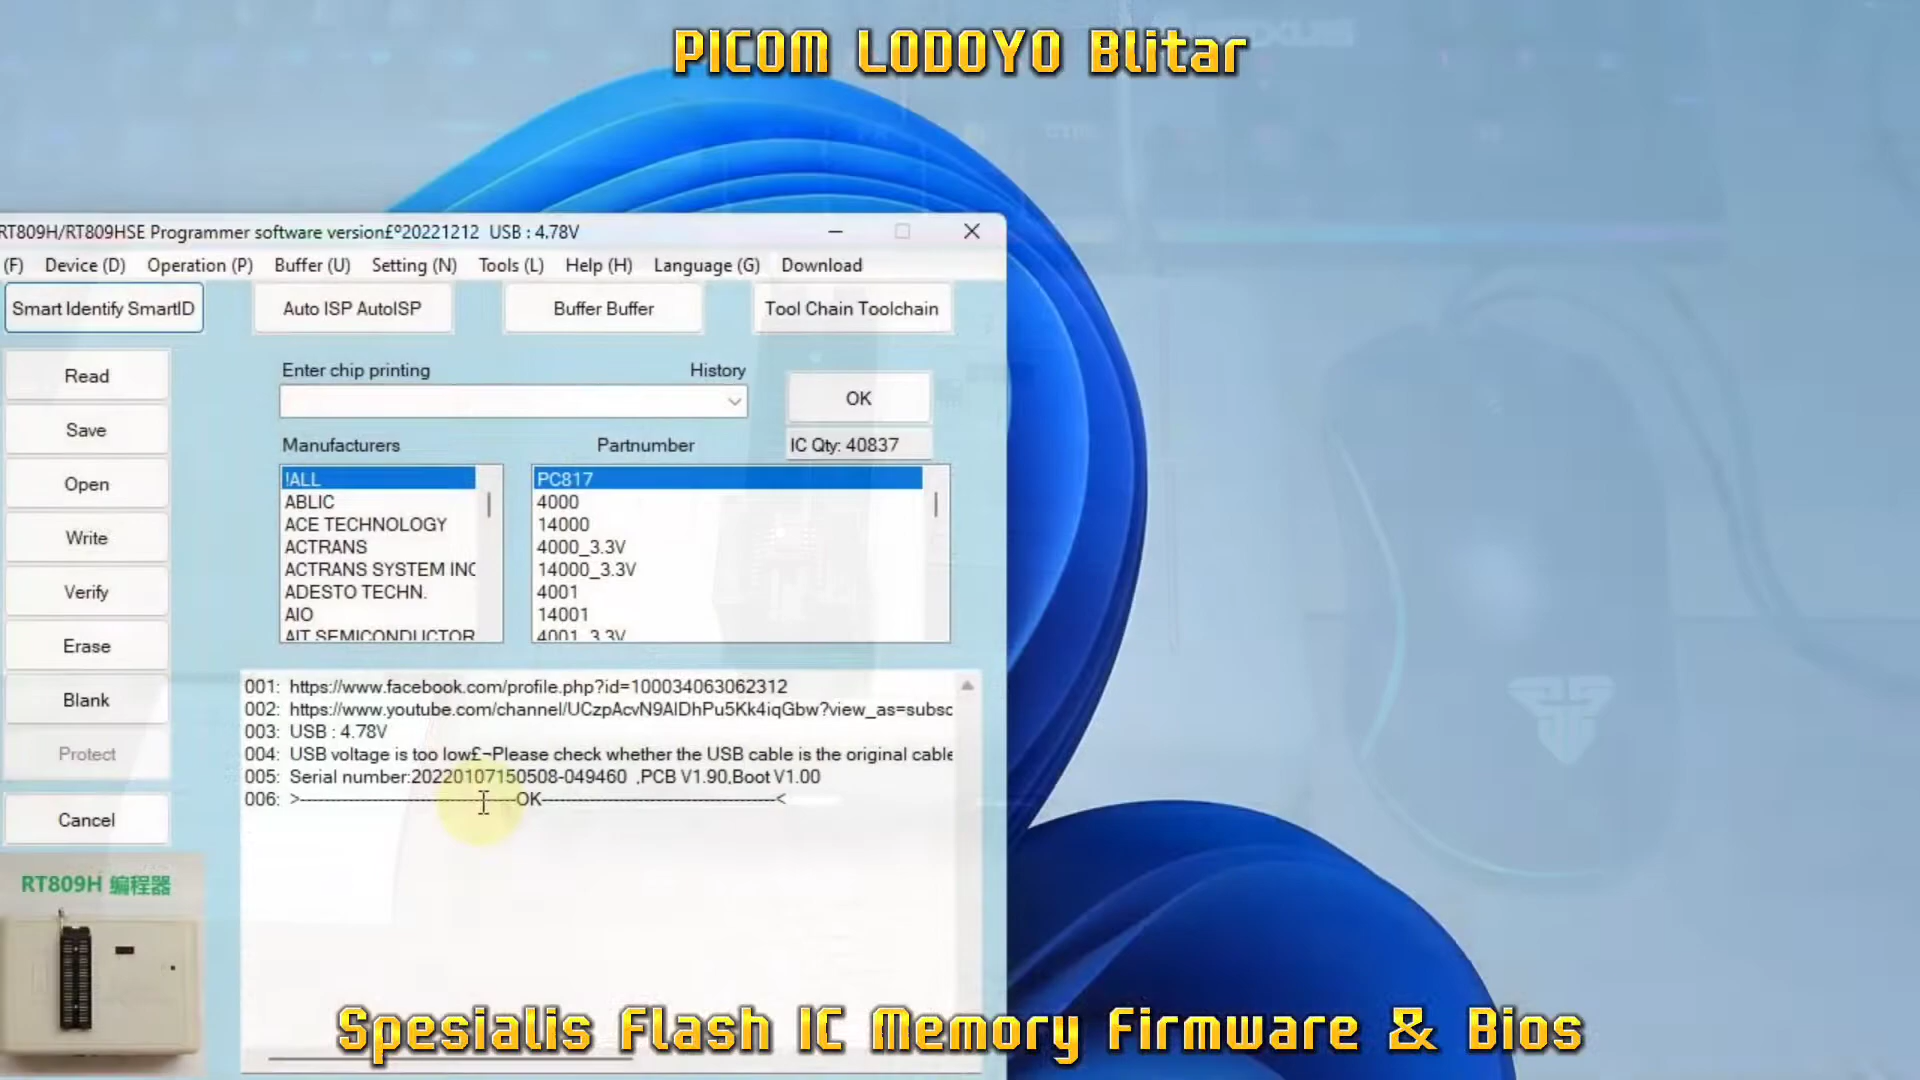 PICOM LODOYO Blitar
RT809H/RT809HSE Programmer software version£º20221212 USB : 4.78V
(F) Device (D) Operation (P) Buffer (U) Setting (N) Tools (L) Help (H) Language (G) Download
Smart Identify SmartID Auto ISP AutoISP Buffer Buffer Tool Chain Toolchain
Read
Save
Open
Write
Verify
Erase
Blank
Protect
Cancel
Enter chip printing History
OK
Manufacturers Partnumber IC Qty: 40837
!ALL
ABLIC
ACE TECHNOLOGY
ACTRANS
ACTRANS SYSTEM INC
ADESTO TECHN.
AIO
AIT SEMICONDUCTOR
PC817
4000
14000
4000_3.3V
14000_3.3V
4001
14001
4001_3.3V
001: https://www.facebook.com/profile.php?id=100034063062312
002: https://www.youtube.com/channel/UCzpAcvN9AlDhPu5Kk4iqGbw?view_as=subsc
003: USB : 4.78V
004: USB voltage is too low£¬Please check whether the USB cable is the original cable
005: Serial number:20220107150508-049460 ,PCB V1.90,Boot V1.00
006: >--------------------------------OK-----------------------------------<
RT809H 编程器
Spesialis Flash IC Memory Firmware & Bios